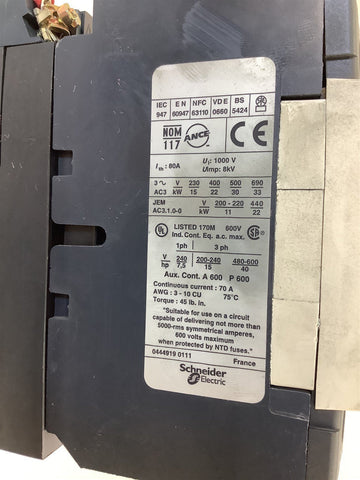 IEC EN NFC VDE BS
947 60947 63110 0660 5424
NOM
117 ANCE CE
Ith : 80A Ui : 1000 V
Uimp: 8kV
3 ~ V 230 400 500 690
AC3 kW 15 22 30 33
JEM V 200 - 220 440
AC3.1.0-0 kW 11 22
UL LISTED 170M 600V
Ind. Cont. Eq. a.c. max.
1ph 3 ph
V 240 200-240 480-600
hp 7,5 15 40
Aux. Cont. A 600 P 600
Continuous current : 70 A
AWG : 3 - 10 CU 75°C
Torque : 45 lb. in.
"Suitable for use on a circuit
capable of delivering not more than
5000-rms symmetrical amperes,
600 volts maximum
when protected by NTD fuses."
0444919 0111 France
Schneider
Electric